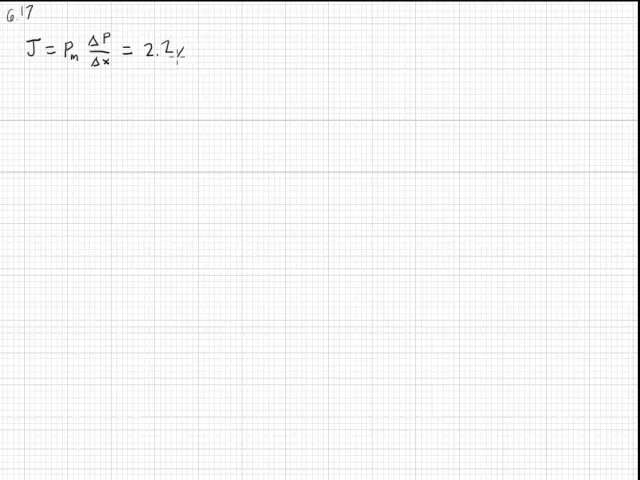 6.17
J = P_m ΔP/Δx = 2.2